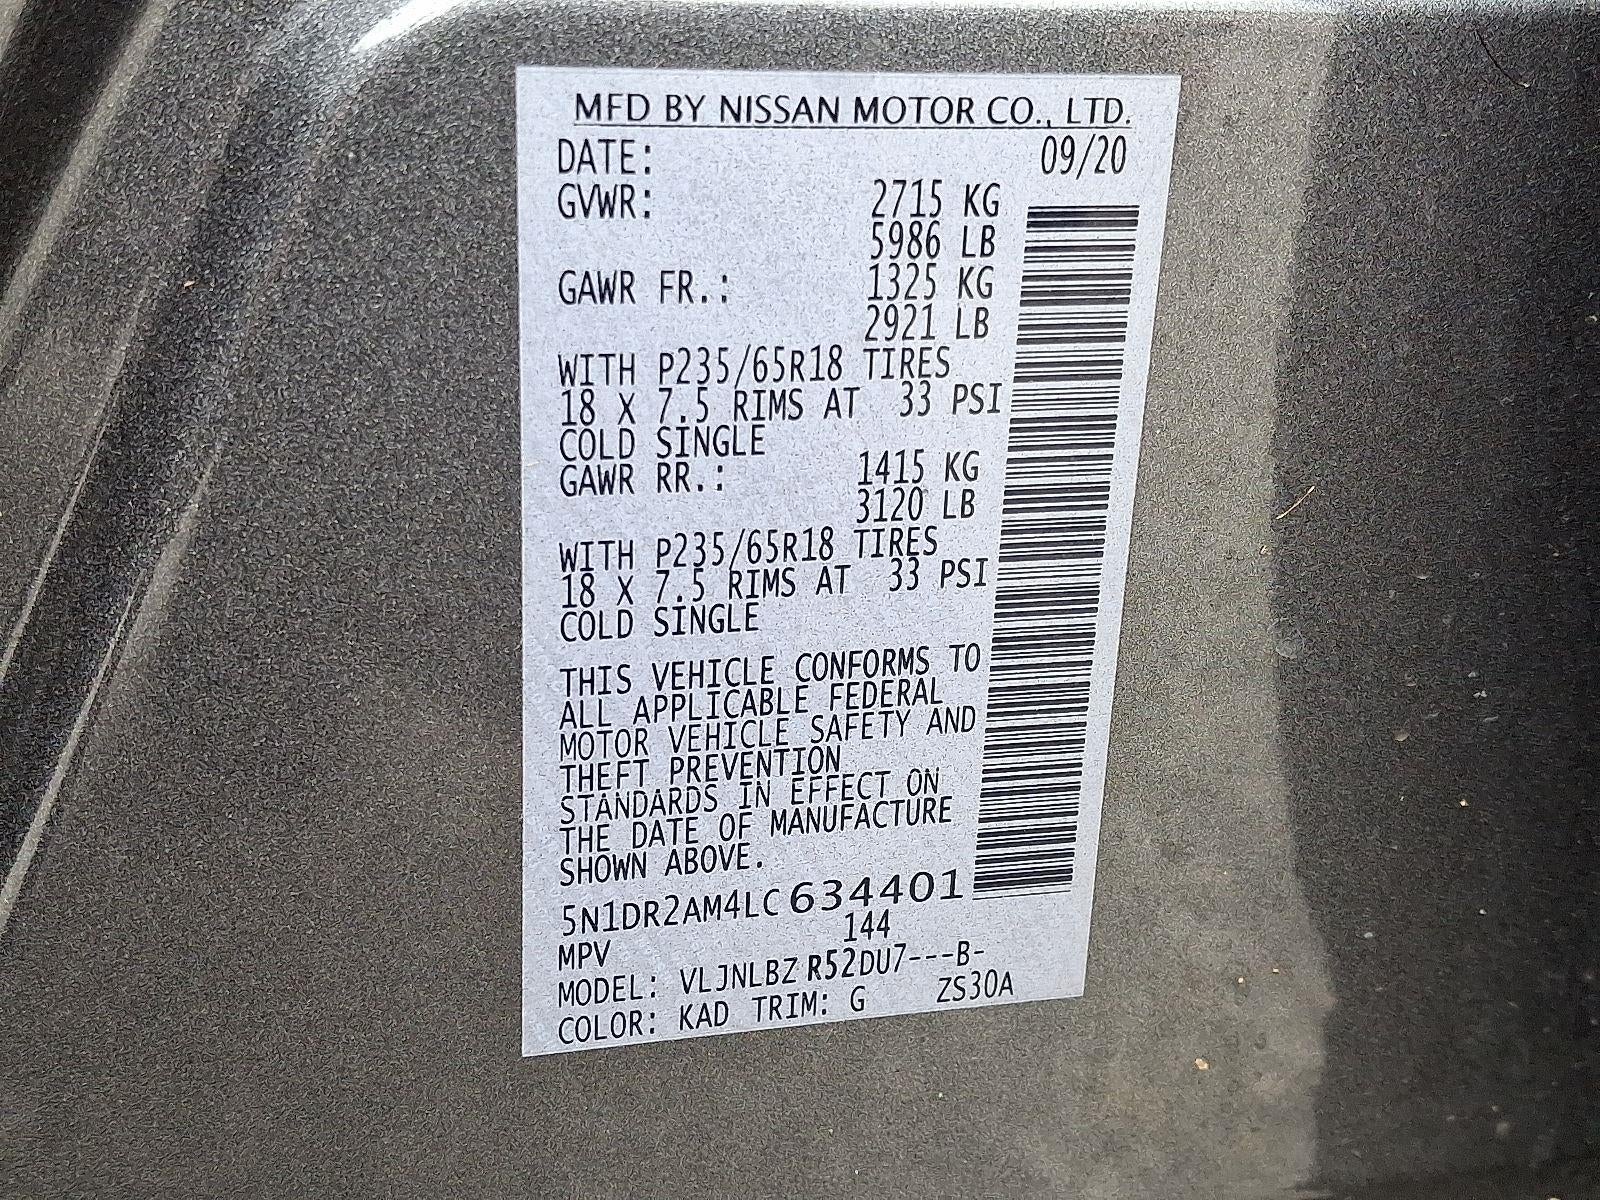 MFD BY NISSAN MOTOR CO., LTD.
DATE: 09/20
GVWR: 2715 KG
5986 LB
GAWR FR.: 1325 KG
2921 LB
WITH P235/65R18 TIRES
18 X 7.5 RIMS AT 33 PSI
COLD SINGLE
GAWR RR.: 1415 KG
3120 LB
WITH P235/65R18 TIRES
18 X 7.5 RIMS AT 33 PSI
COLD SINGLE
THIS VEHICLE CONFORMS TO
ALL APPLICABLE FEDERAL
MOTOR VEHICLE SAFETY AND
THEFT PREVENTION
STANDARDS IN EFFECT ON
THE DATE OF MANUFACTURE
SHOWN ABOVE.
5N1DR2AM4LC634401
MPV 144
MODEL: VLJNLBZ R52DU7---B-
COLOR: KAD TRIM: G ZS30A